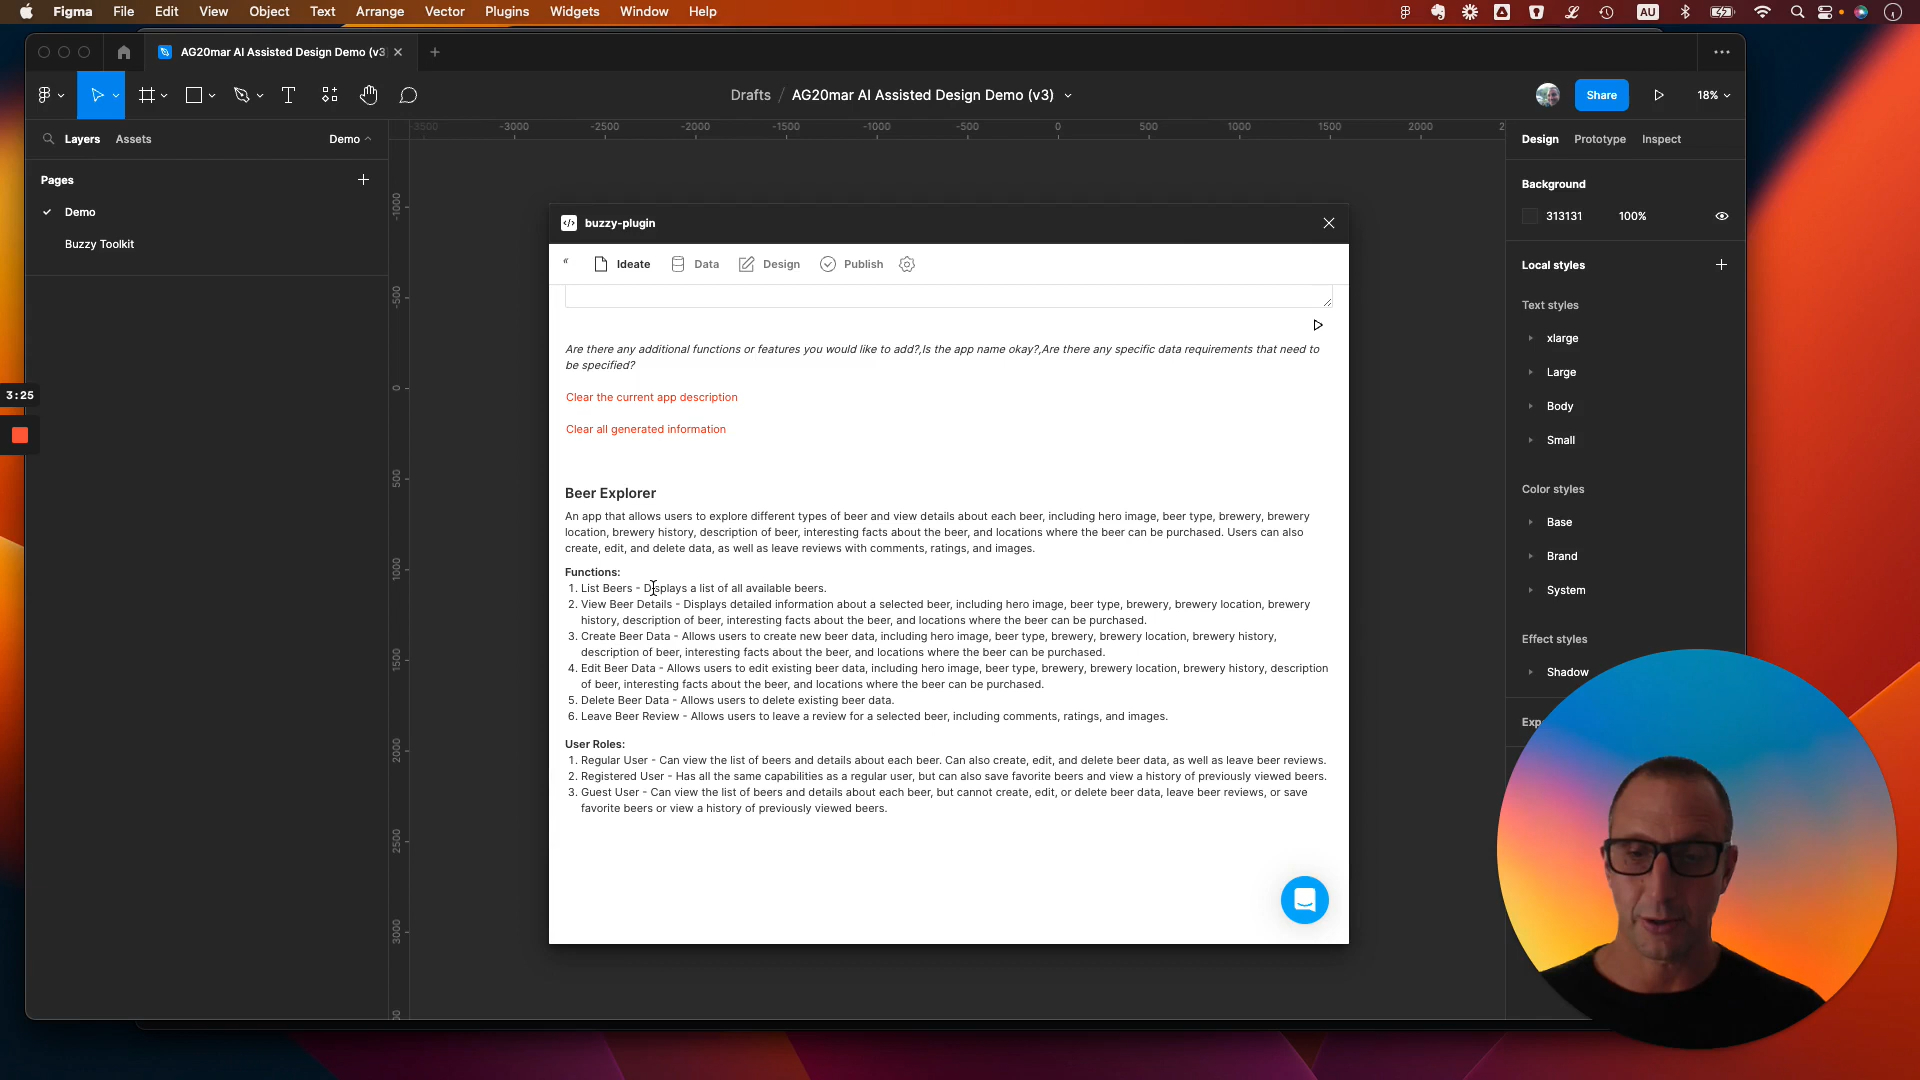 Figma File Edit View Object Text Arrange Vector Plugins Widgets Window Help AU
AG20mar AI Assisted Design Demo (v3
Drafts / AG20mar AI Assisted Design Demo (v3) Share 18%
Layers Assets Demo
-3500 -3000 -2500 -2000 -1500 -1000 -500 0 500 1000 1500 2000 2
Design Prototype Inspect
Pages
Demo
Buzzy Toolkit
-1000
-500
0
500
1000
1500
2000
2500
3000
00
3:25
buzzy-plugin
Ideate Data Design Publish
Are there any additional functions or features you would like to add?,Is the app name okay?,Are there any specific data requirements that need to
be specified?
Clear the current app description
Clear all generated information
Beer Explorer
An app that allows users to explore different types of beer and view details about each beer, including hero image, beer type, brewery, brewery
location, brewery history, description of beer, interesting facts about the beer, and locations where the beer can be purchased. Users can also
create, edit, and delete data, as well as leave reviews with comments, ratings, and images.
Functions:
1. List Beers - Displays a list of all available beers.
2. View Beer Details - Displays detailed information about a selected beer, including hero image, beer type, brewery, brewery location, brewery
history, description of beer, interesting facts about the beer, and locations where the beer can be purchased.
3. Create Beer Data - Allows users to create new beer data, including hero image, beer type, brewery, brewery location, brewery history,
description of beer, interesting facts about the beer, and locations where the beer can be purchased.
4. Edit Beer Data - Allows users to edit existing beer data, including hero image, beer type, brewery, brewery location, brewery history, description
of beer, interesting facts about the beer, and locations where the beer can be purchased.
5. Delete Beer Data - Allows users to delete existing beer data.
6. Leave Beer Review - Allows users to leave a review for a selected beer, including comments, ratings, and images.
User Roles:
1. Regular User - Can view the list of beers and details about each beer. Can also create, edit, and delete beer data, as well as leave beer reviews.
2. Registered User - Has all the same capabilities as a regular user, but can also save favorite beers and view a history of previously viewed beers.
3. Guest User - Can view the list of beers and details about each beer, but cannot create, edit, or delete beer data, leave beer reviews, or save
favorite beers or view a history of previously viewed beers.
Background
313131 100%
Local styles
Text styles
xlarge
Large
Body
Small
Color styles
Base
Brand
System
Effect styles
Shadow
Exp